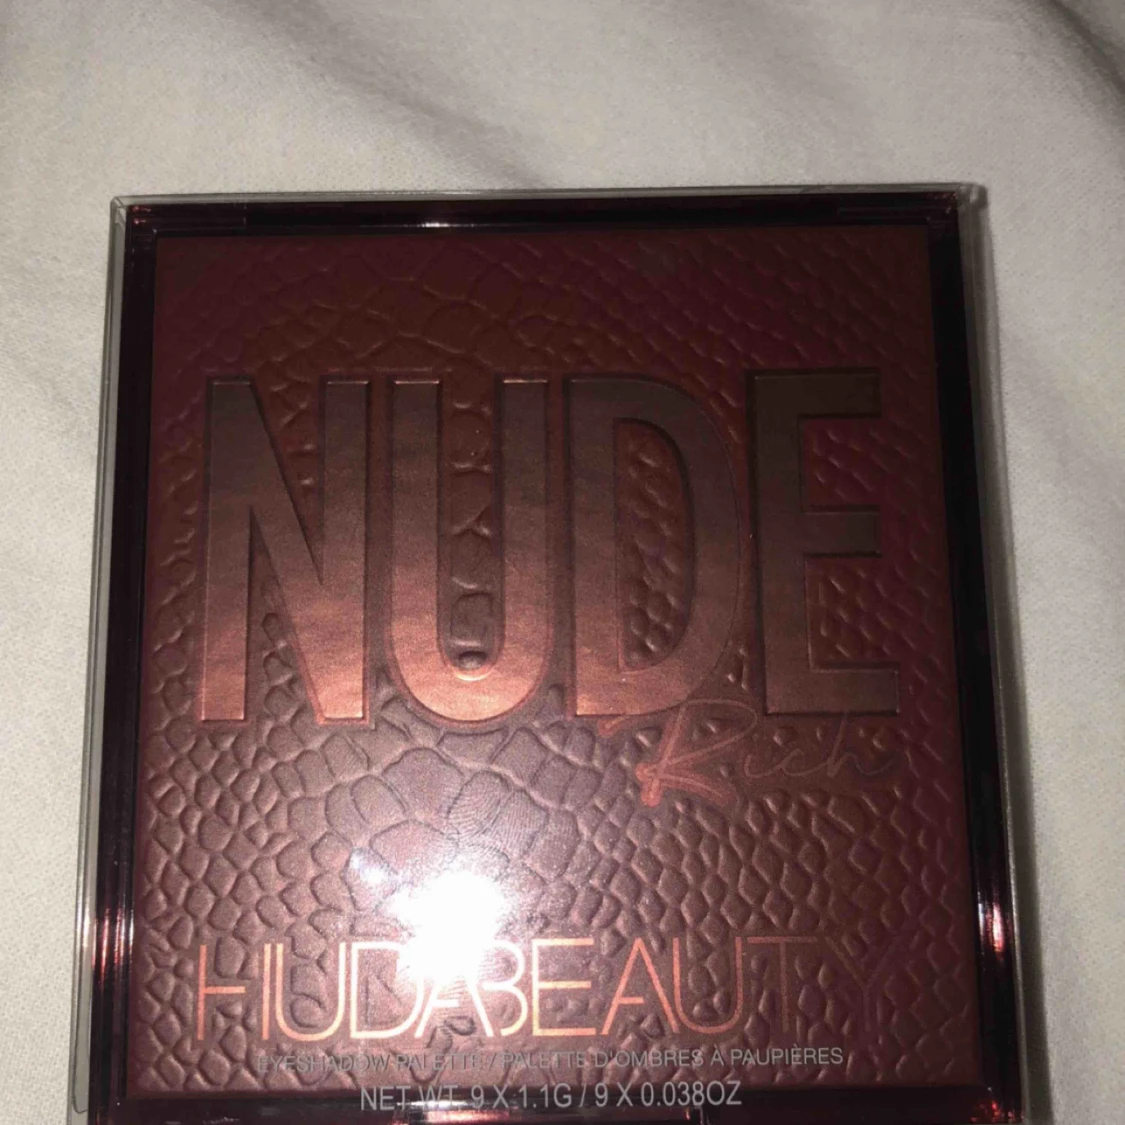 NUDE
Rich
HUDABEAUTY
EYESHADOW PALETTE / PALETTE D'OMBRES À PAUPIÈRES
NET WT. 9 X 1.1G / 9 X 0.038OZ